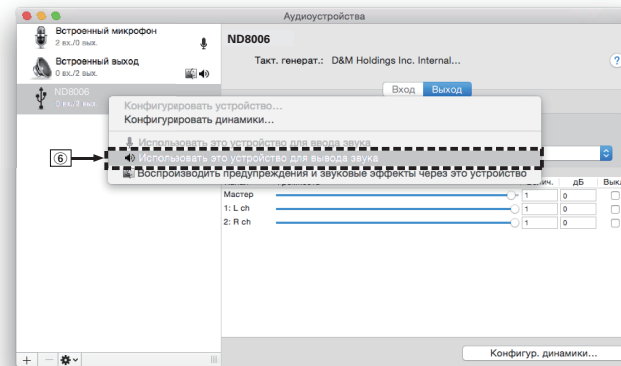 Аудиоустройства
Встроенный микрофон
2 вх./0 вых.
Встроенный выход
0 вх./2 вых.
ND8006
0 вх./2 вых.
ND8006
Такт. генерат.: D&M Holdings Inc. Internal...
?
Вход Выход
Конфигурировать устройство...
Конфигурировать динамики...
Использовать это устройство для ввода звука
⑥
Использовать это устройство для вывода звука
Воспроизводить предупреждения и звуковые эффекты через это устройство
дБ
Мастер 1 0
1: L ch 1 0
2: R ch 1 0
+ −
Конфигур. динамики...